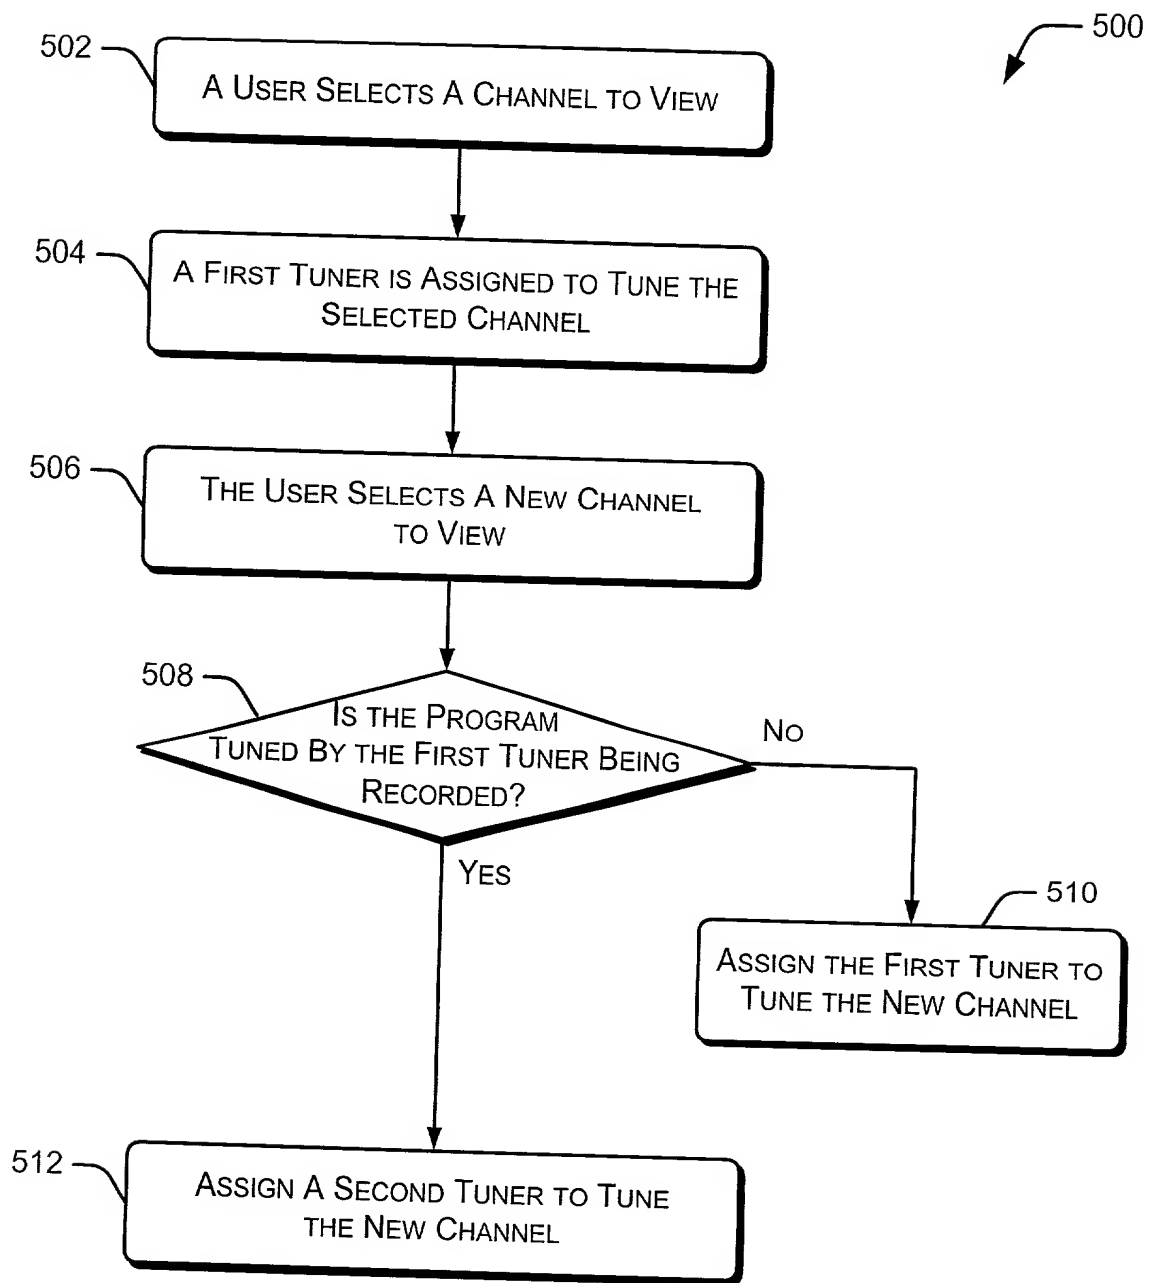 500
502
A USER SELECTS A CHANNEL TO VIEW
504
A FIRST TUNER IS ASSIGNED TO TUNE THE
SELECTED CHANNEL
506
THE USER SELECTS A NEW CHANNEL
TO VIEW
508
IS THE PROGRAM
TUNED BY THE FIRST TUNER BEING
RECORDED?
NO
YES
510
ASSIGN THE FIRST TUNER TO
TUNE THE NEW CHANNEL
512
ASSIGN A SECOND TUNER TO TUNE
THE NEW CHANNEL